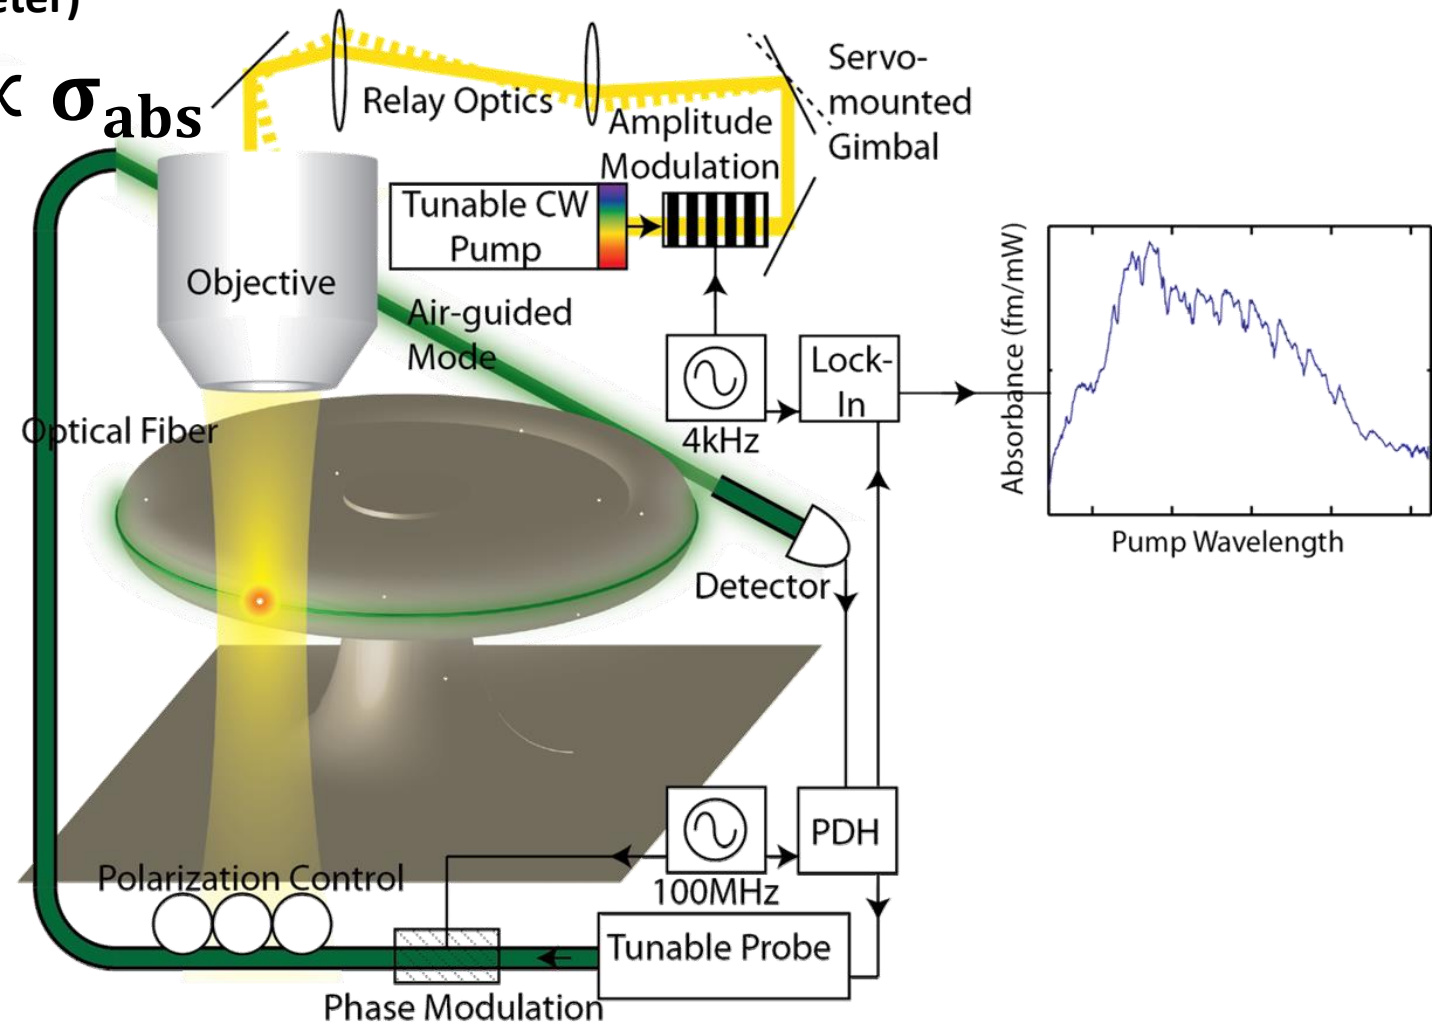 ∝ σabs
Relay Optics
Servo-
mounted
Gimbal
Amplitude
Modulation
Tunable CW
Pump
Objective
Air-guided
Mode
Lock-
In
4kHz
Optical Fiber
Absorbance (fm/mW)
Pump Wavelength
Detector
PDH
100MHz
Polarization Control
Tunable Probe
Phase Modulation